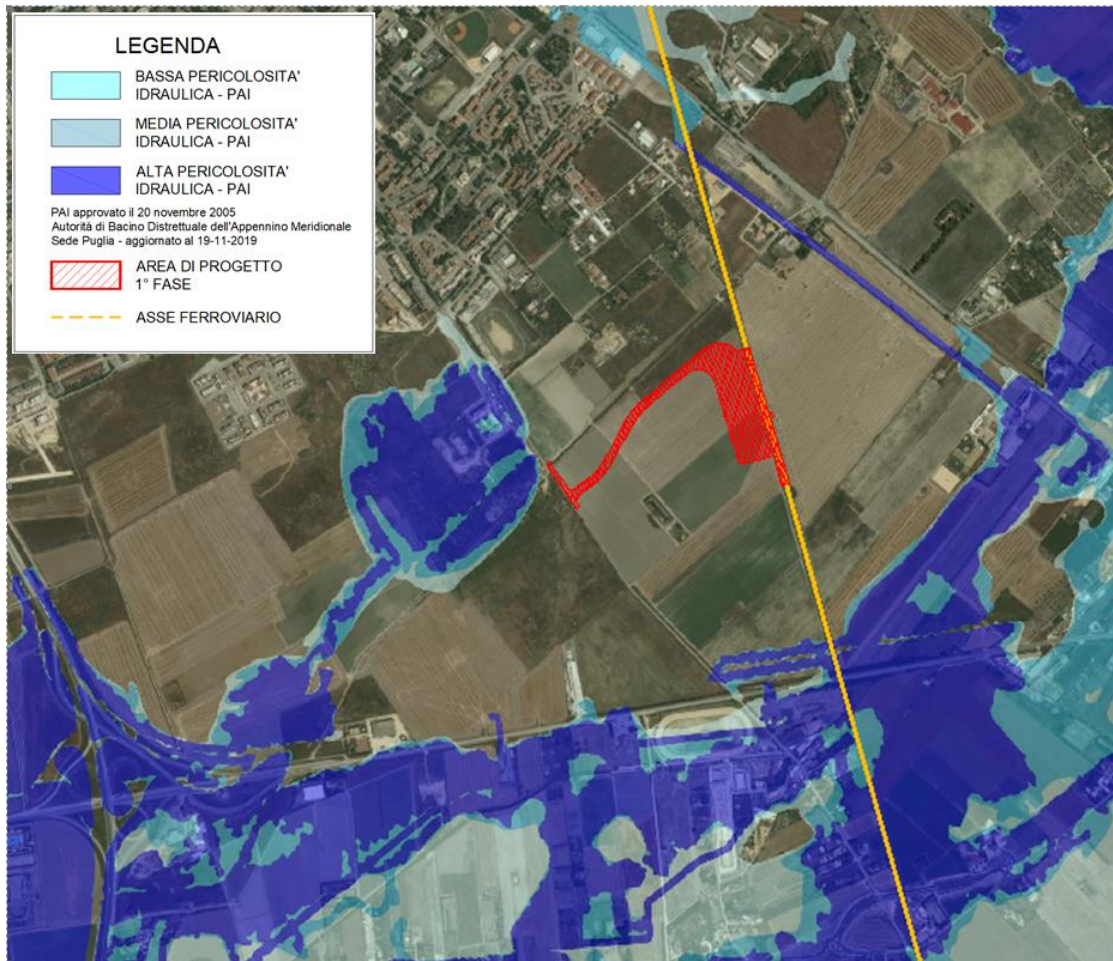 LEGENDA
BASSA PERICOLOSITA'
IDRAULICA - PAI
MEDIA PERICOLOSITA'
IDRAULICA - PAI
ALTA PERICOLOSITA'
IDRAULICA - PAI
PAI approvato il 20 novembre 2005
Autorità di Bacino Distrettuale dell'Appennino Meridionale
Sede Puglia - aggiornato al 19-11-2019
AREA DI PROGETTO
1° FASE
ASSE FERROVIARIO